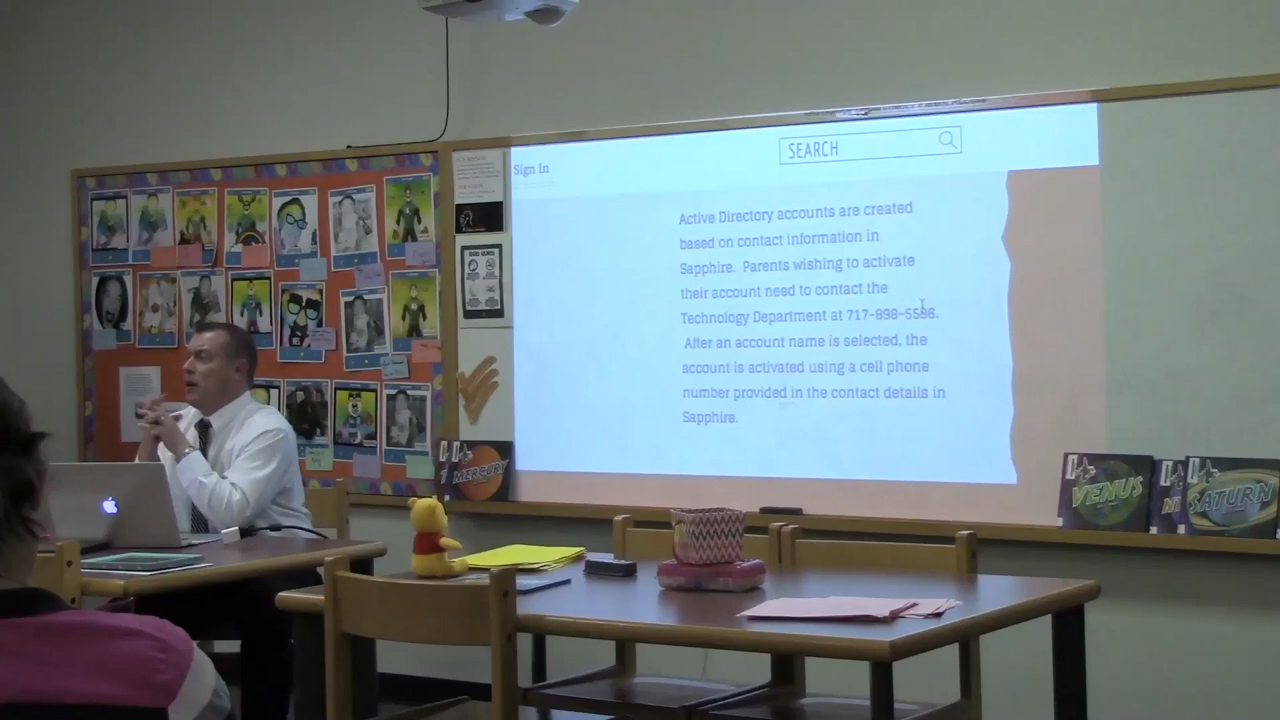 SEARCH
Sign In
Active Directory accounts are created
based on contact information in
Sapphire. Parents wishing to activate
their account need to contact the
Technology Department at 717-898-5586.
After an account name is selected, the
account is activated using a cell phone
number provided in the contact details in
Sapphire.
MERCURY
VENUS
SATURN